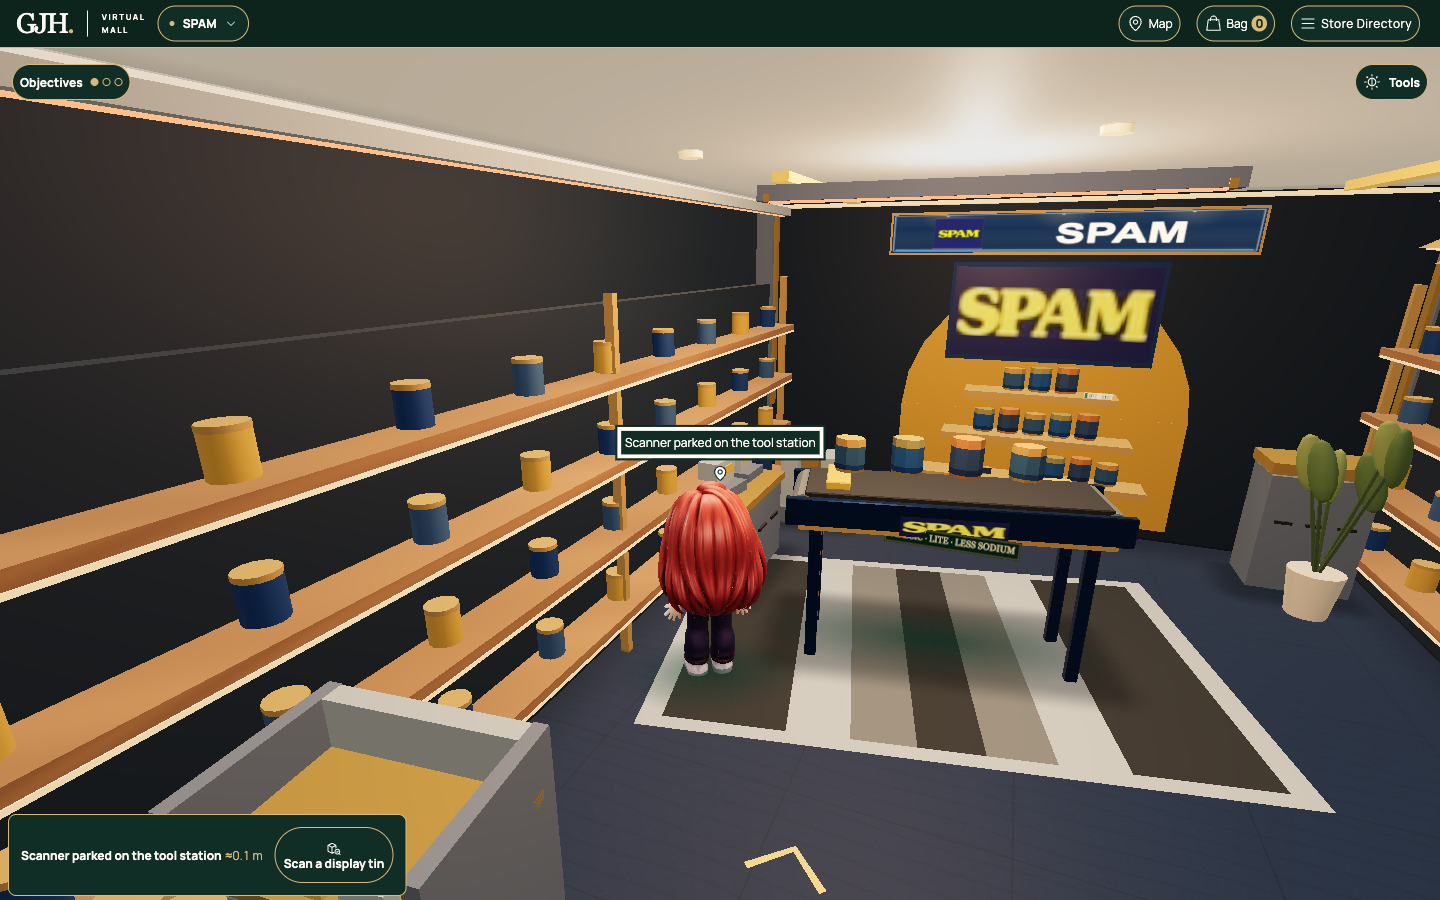 GJH.
VIRTUAL
MALL
SPAM
Map
Bag 0
Store Directory
Objectives
Tools
SPAM
SPAM
SPAM
Scanner parked on the tool station
SPAM
LITE · LESS SODIUM
Scanner parked on the tool station ≈0.1 m
Scan a display tin